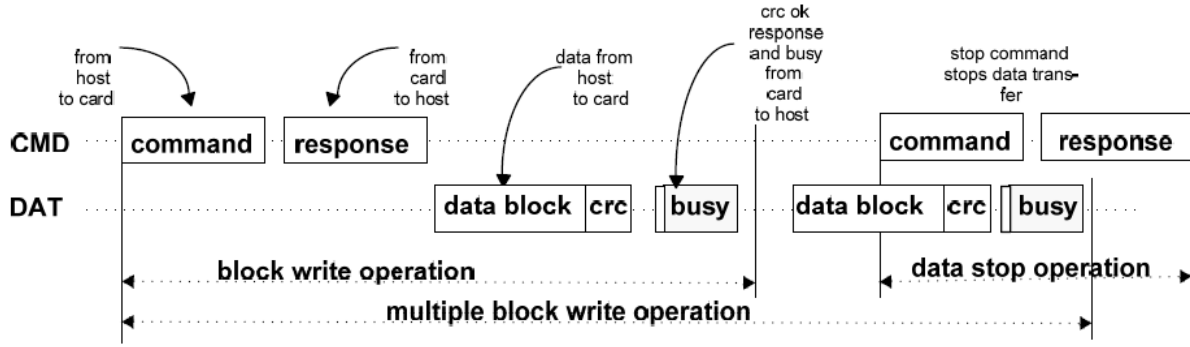 from
host
to card
from
card
to host
data from
host
to card
crc ok
response
and busy
from
card
to host
stop command
stops data trans-
fer
CMD
command
response
command
response
DAT
data block
crc
busy
data block
crc
busy
block write operation
data stop operation
multiple block write operation